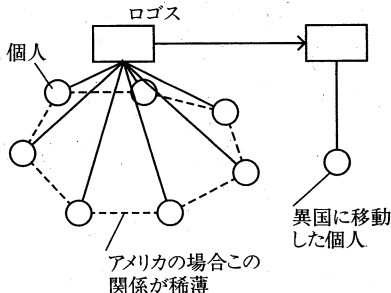 ロゴス
個人
異国に移動
した個人
アメリカの場合この
関係が稀薄